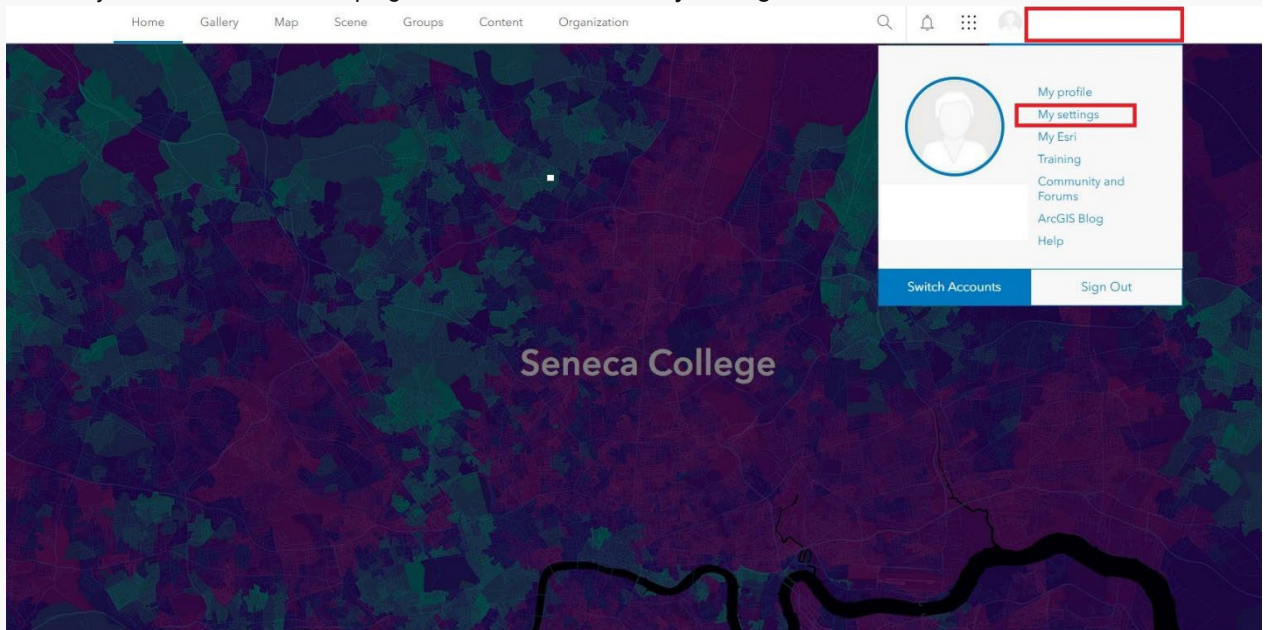 Home Gallery Map Scene Groups Content Organization
My profile
My settings
My Esri
Training
Community and
Forums
ArcGIS Blog
Help
Switch Accounts Sign Out
Seneca College